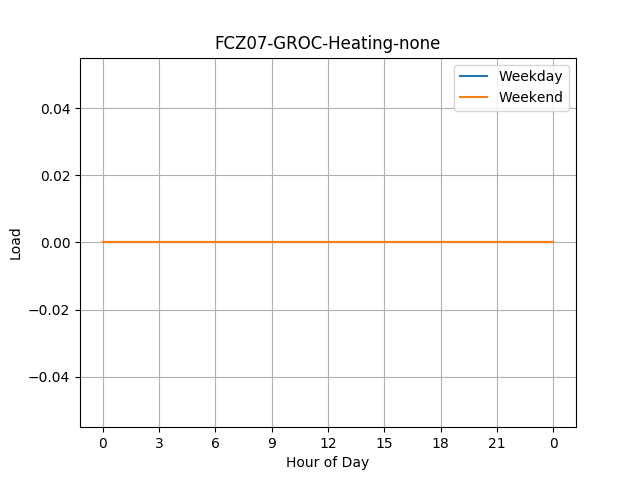 FCZ07-GROC-Heating-none
Weekday
Weekend
0.04
0.02
0.00
−0.02
−0.04
Load
0 3 6 9 12 15 18 21 0
Hour of Day